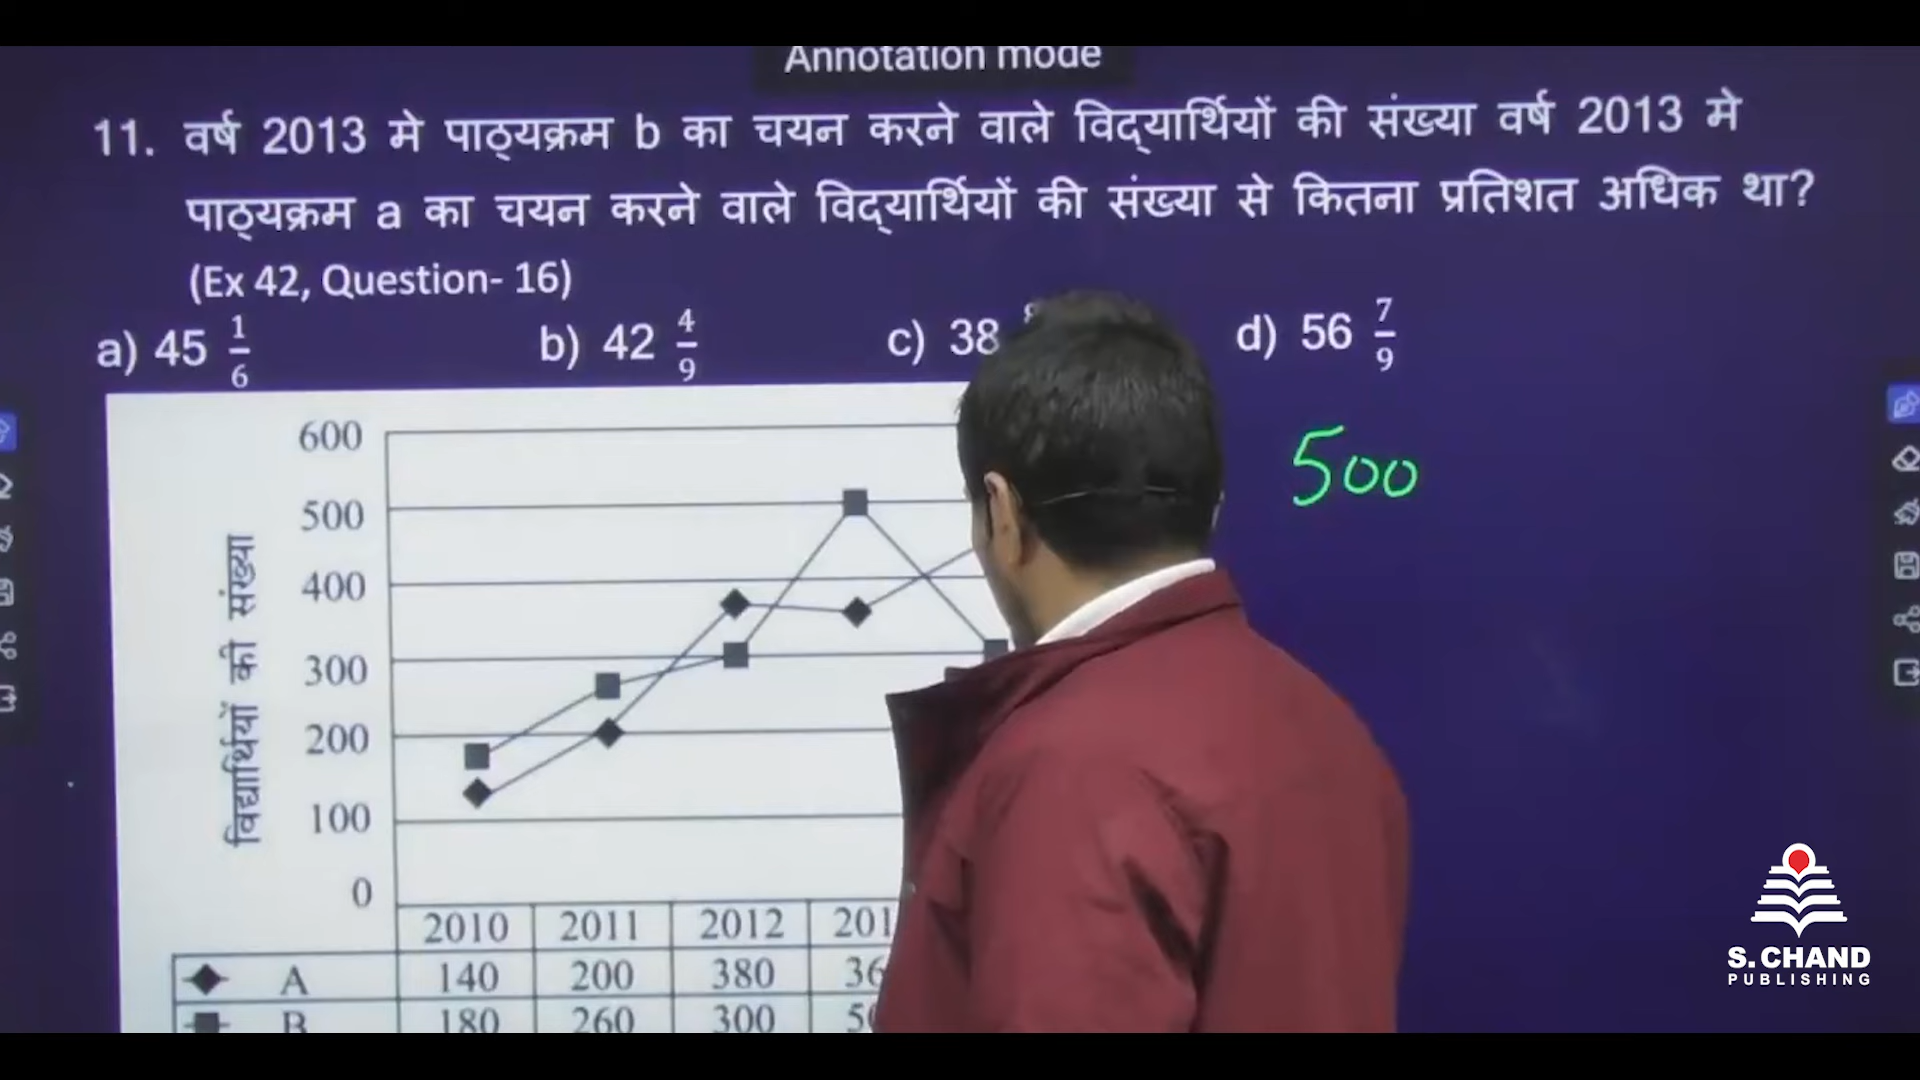 Annotation mode
11. वर्ष 2013 मे पाठ्यक्रम b का चयन करने वाले विद्यार्थियों की संख्या वर्ष 2013 मे
पाठ्यक्रम a का चयन करने वाले विद्यार्थियों की संख्या से कितना प्रतिशत अधिक था?
(Ex 42, Question- 16)
a) 45 1/6 b) 42 4/9 c) 38 d) 56 7/9
500
विद्यार्थियों की संख्या
600
500
400
300
200
100
0
2010 2011 2012
A 140 200 380
B 180 260 300
S. CHAND
PUBLISHING